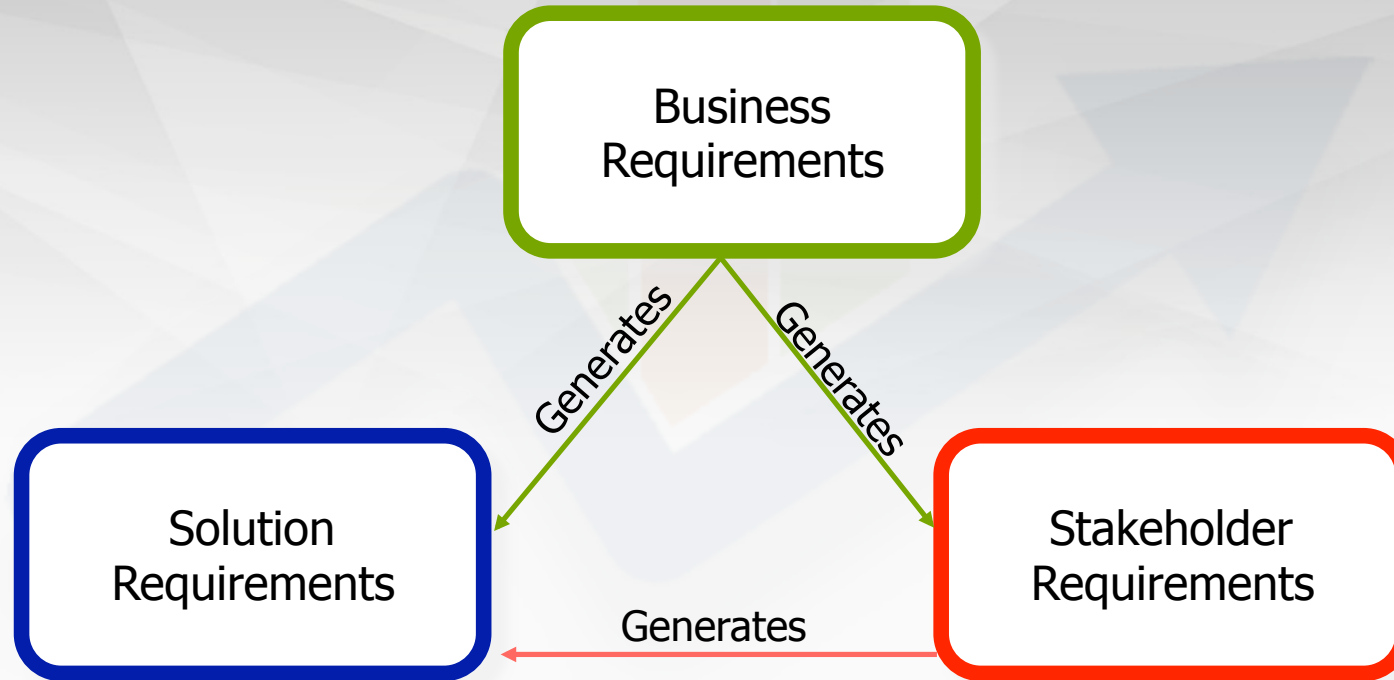 Business
Requirements
Generates
Generates
Solution
Requirements
Stakeholder
Requirements
Generates